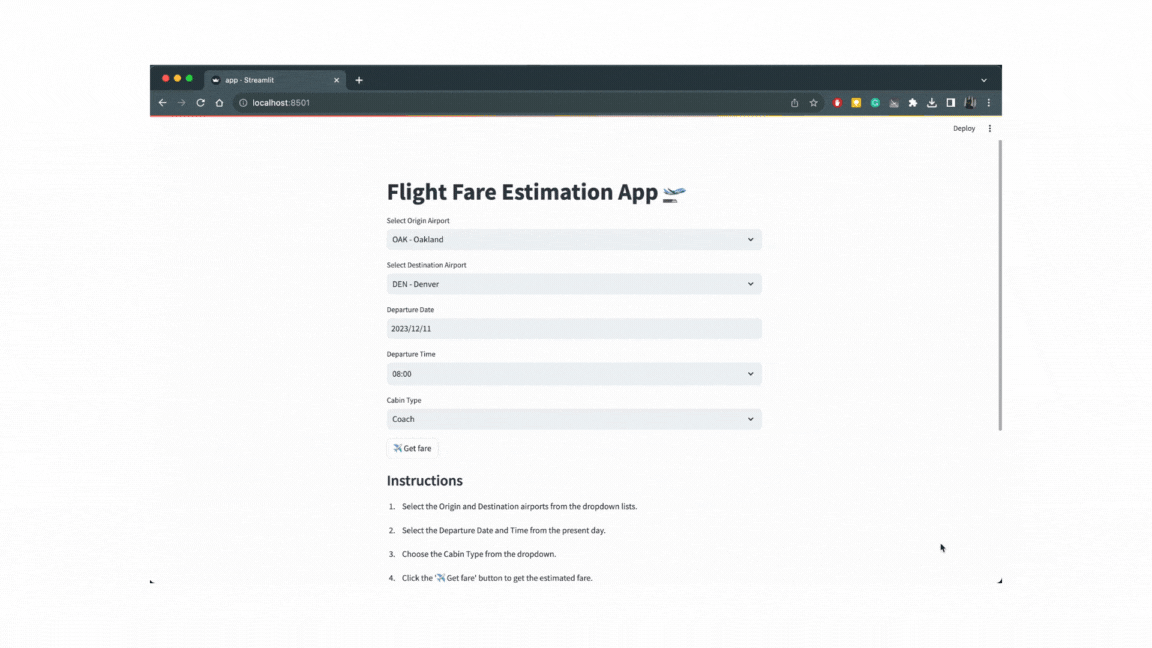 app · Streamlit
localhost:8501
Deploy
Flight Fare Estimation App
Select Origin Airport
OAK - Oakland
Select Destination Airport
DEN - Denver
Departure Date
2023/12/11
Departure Time
08:00
Cabin Type
Coach
Get fare
Instructions
1. Select the Origin and Destination airports from the dropdown lists.
2. Select the Departure Date and Time from the present day.
3. Choose the Cabin Type from the dropdown.
4. Click the '✈️ Get fare' button to get the estimated fare.